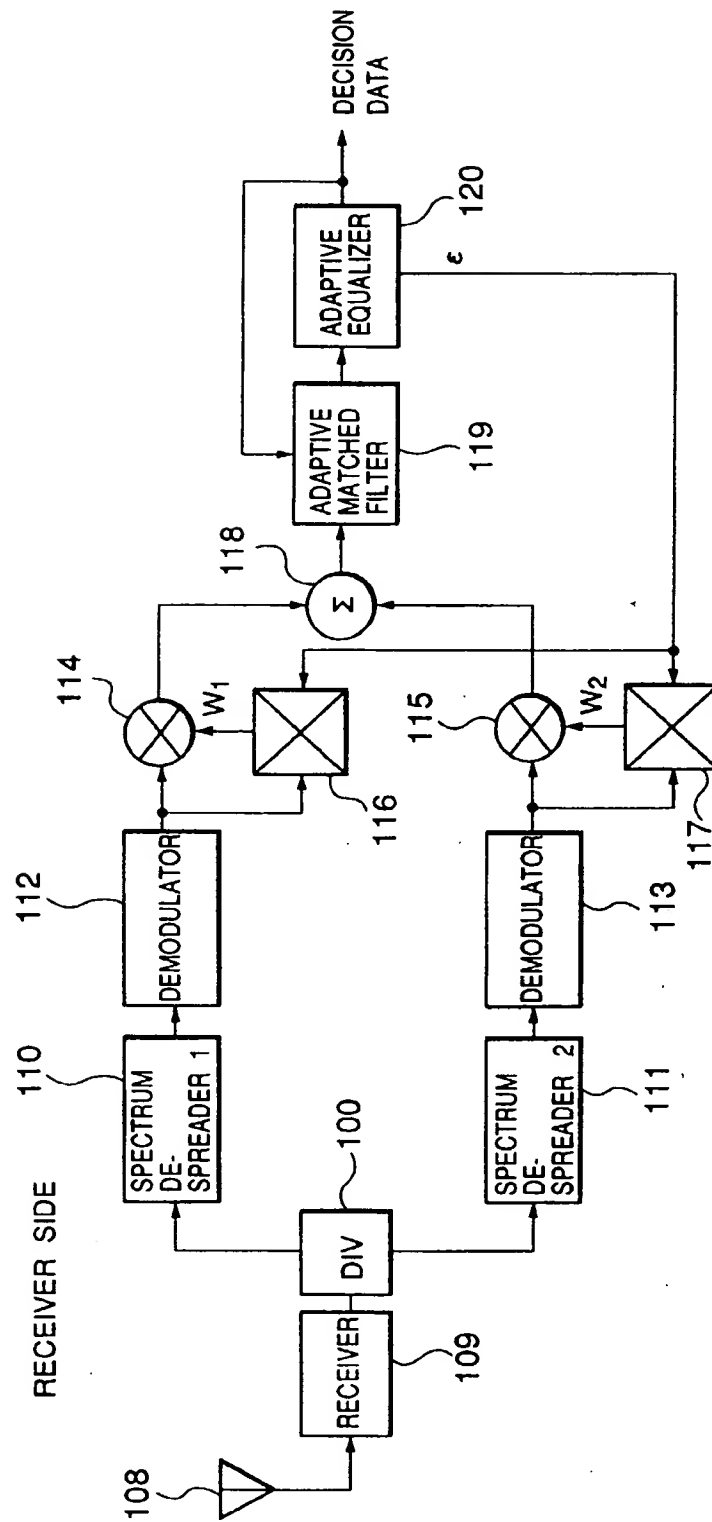 RECEIVER SIDE
108
RECEIVER
109
DIV
100
SPECTRUM
DE-
SPREADER 1
110
DEMODULATOR
112
114
W1
116
SPECTRUM
DE-
SPREADER 2
111
DEMODULATOR
113
115
W2
117
Σ
118
ADAPTIVE
MATCHED
FILTER
119
ADAPTIVE
EQUALIZER
120
ε
DECISION
DATA